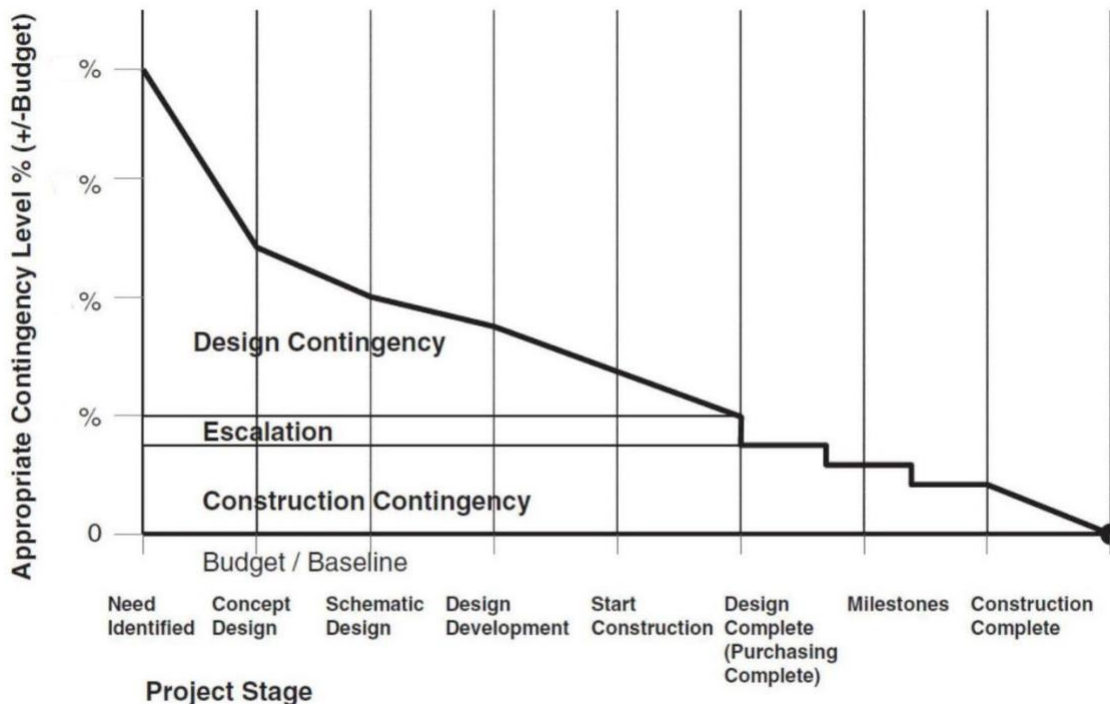 Appropriate Contingency Level % (+/-Budget)
%
%
%
%
0
Design Contingency
Escalation
Construction Contingency
Budget / Baseline
Need
Identified
Concept
Design
Schematic
Design
Design
Development
Start
Construction
Design
Complete
(Purchasing
Complete)
Milestones
Construction
Complete
Project Stage